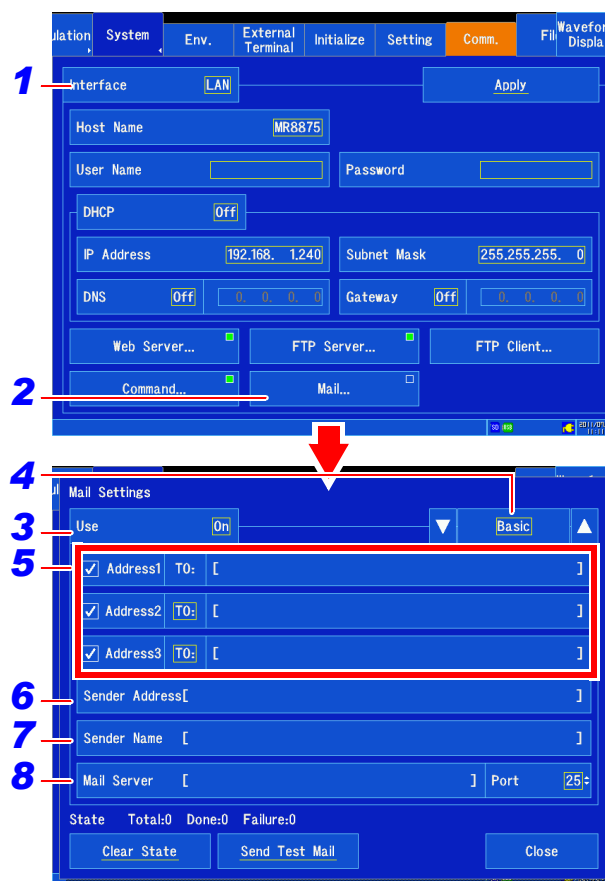 ulation System Env. External Terminal Initialize Setting Comm. Fil Wavefor Displa
1 Interface LAN Apply
Host Name MR8875
User Name Password
DHCP Off
IP Address 192.168. 1.240 Subnet Mask 255.255.255. 0
DNS Off 0. 0. 0. 0 Gateway Off 0. 0. 0. 0
Web Server... FTP Server... FTP Client...
2 Command... Mail...
SD USB 2011/07
11:11
4
Mail Settings
3 Use On ▼ Basic ▲
5 ✓ Address1 TO: [ ]
✓ Address2 TO: [ ]
✓ Address3 TO: [ ]
6 Sender Address[ ]
7 Sender Name [ ]
8 Mail Server [ ] Port 25
State Total:0 Done:0 Failure:0
Clear State Send Test Mail Close